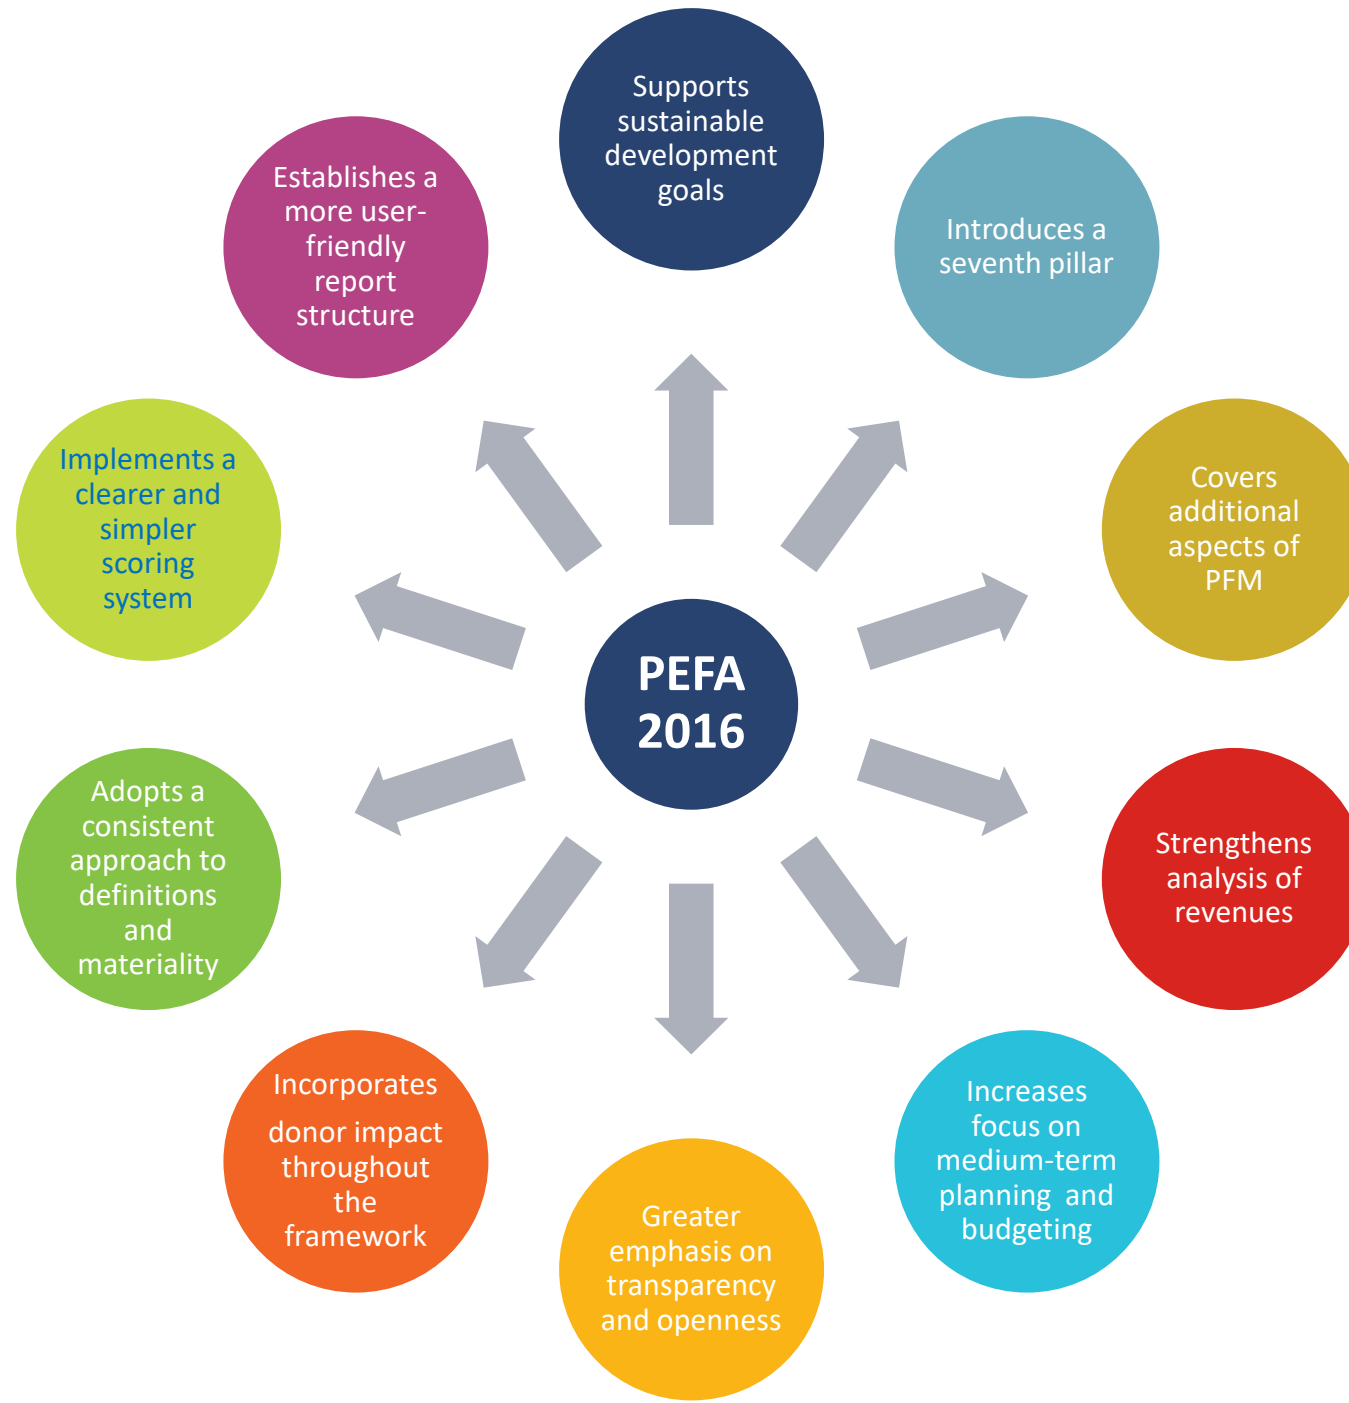 Supports
sustainable
development
goals
Introduces a
seventh pillar
Covers
additional
aspects of
PFM
Strengthens
analysis of
revenues
Increases
focus on
medium-term
planning  and
budgeting
Greater
emphasis on
transparency
and openness
Incorporates
donor impact
throughout
the
framework
Adopts a
consistent
approach to
definitions
and
materiality
Implements a
clearer and
simpler
scoring
system
Establishes a
more user-
friendly
report
structure
PEFA
2016